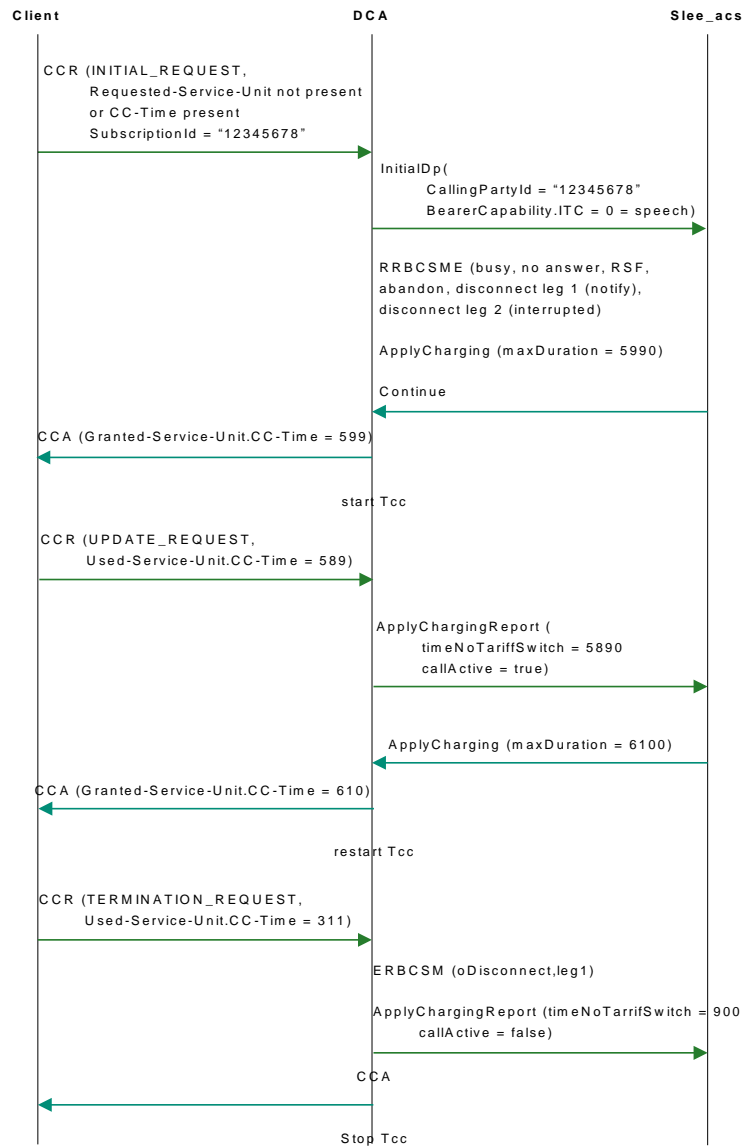 Client DCA Slee_acs
CCR (INITIAL_REQUEST,
Requested-Service-Unit not present
or CC-Time present
SubscriptionId = “12345678”
InitialDp(
CallingPartyId = “12345678”
BearerCapability.ITC = 0 = speech)
RRBCSME (busy, no answer, RSF,
abandon, disconnect leg 1 (notify),
disconnect leg 2 (interrupted)
ApplyCharging (maxDuration = 5990)
Continue
CCA (Granted-Service-Unit.CC-Time = 599)
start Tcc
CCR (UPDATE_REQUEST,
Used-Service-Unit.CC-Time = 589)
ApplyChargingReport (
timeNoTariffSwitch = 5890
callActive = true)
ApplyCharging (maxDuration = 6100)
CCA (Granted-Service-Unit.CC-Time = 610)
restart Tcc
CCR (TERMINATION_REQUEST,
Used-Service-Unit.CC-Time = 311)
ERBCSM (oDisconnect,leg1)
ApplyChargingReport (timeNoTarrifSwitch = 900
callActive = false)
CCA
Stop Tcc